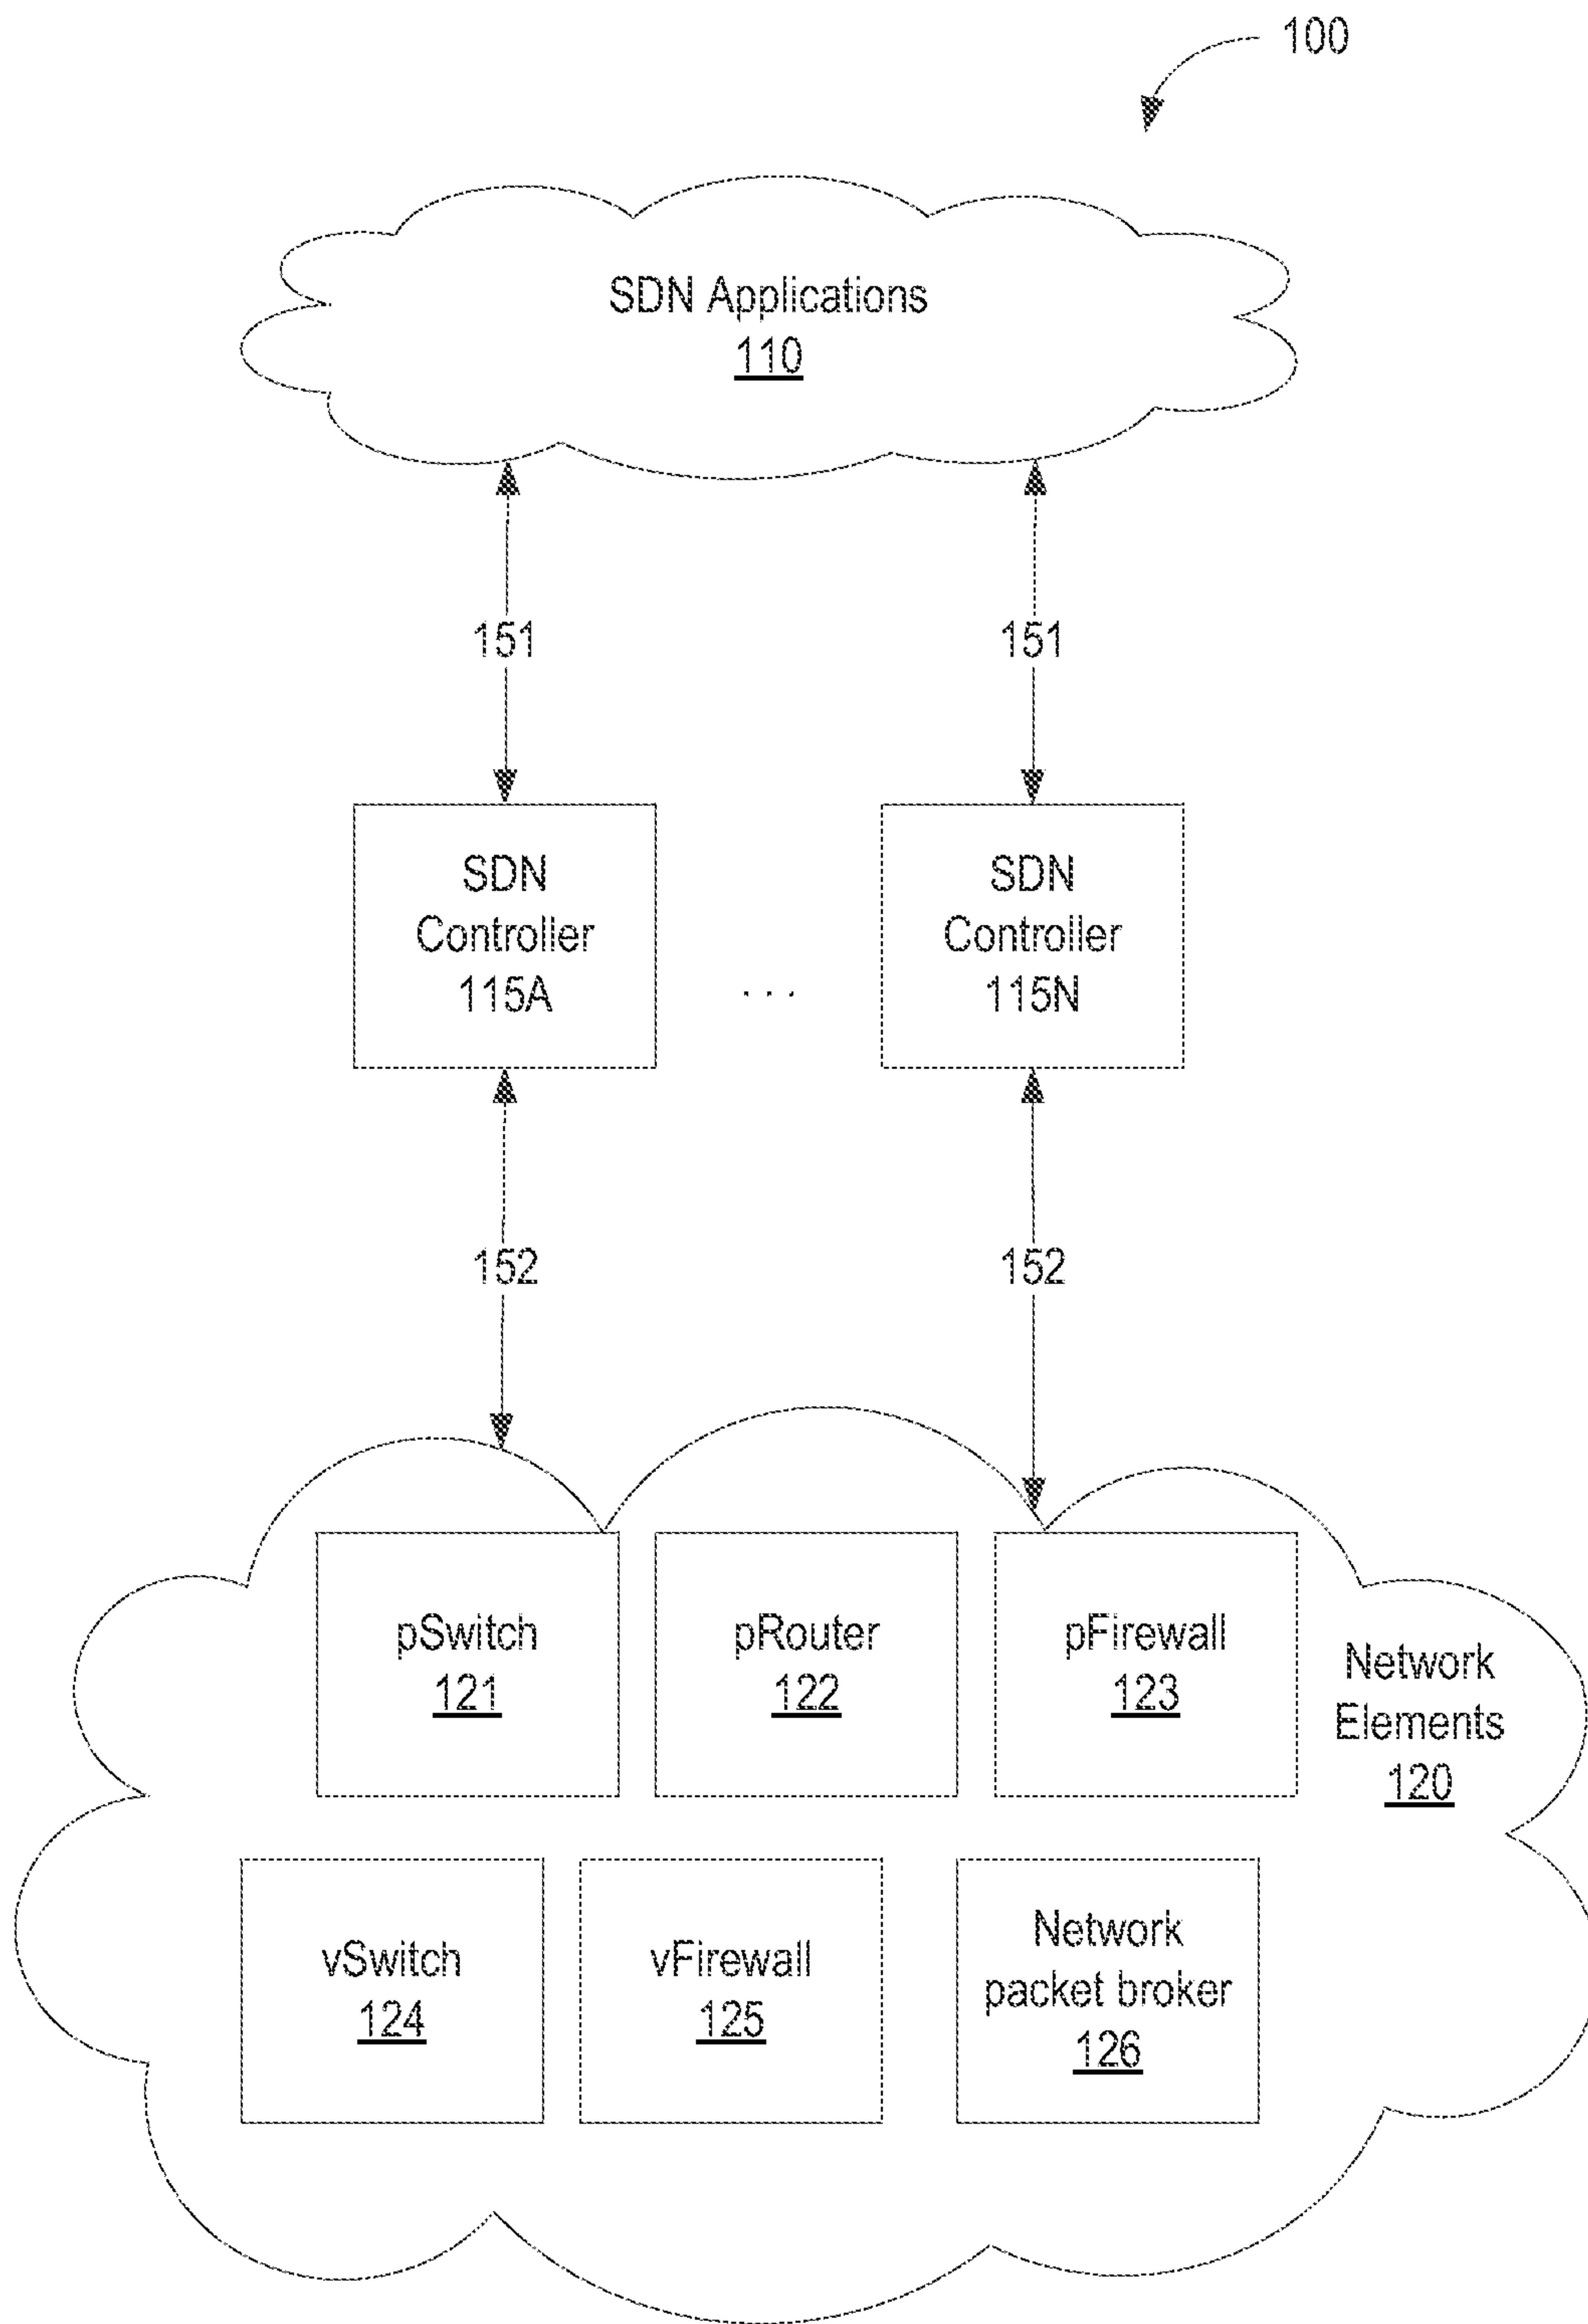 100
SDN Applications
110
151
151
SDN
Controller
115A
. . .
SDN
Controller
115N
152
152
pSwitch
121
pRouter
122
pFirewall
123
Network
Elements
120
vSwitch
124
vFirewall
125
Network
packet broker
126